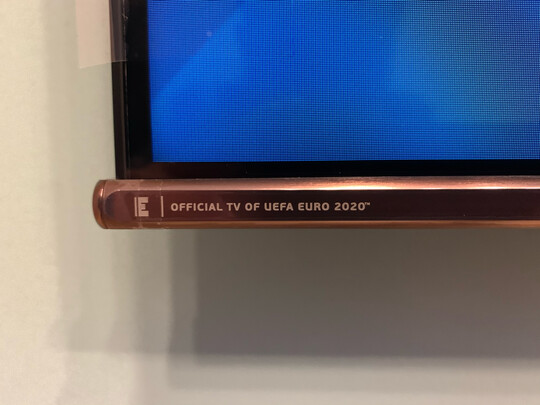 E | OFFICIAL TV OF UEFA EURO 2020™